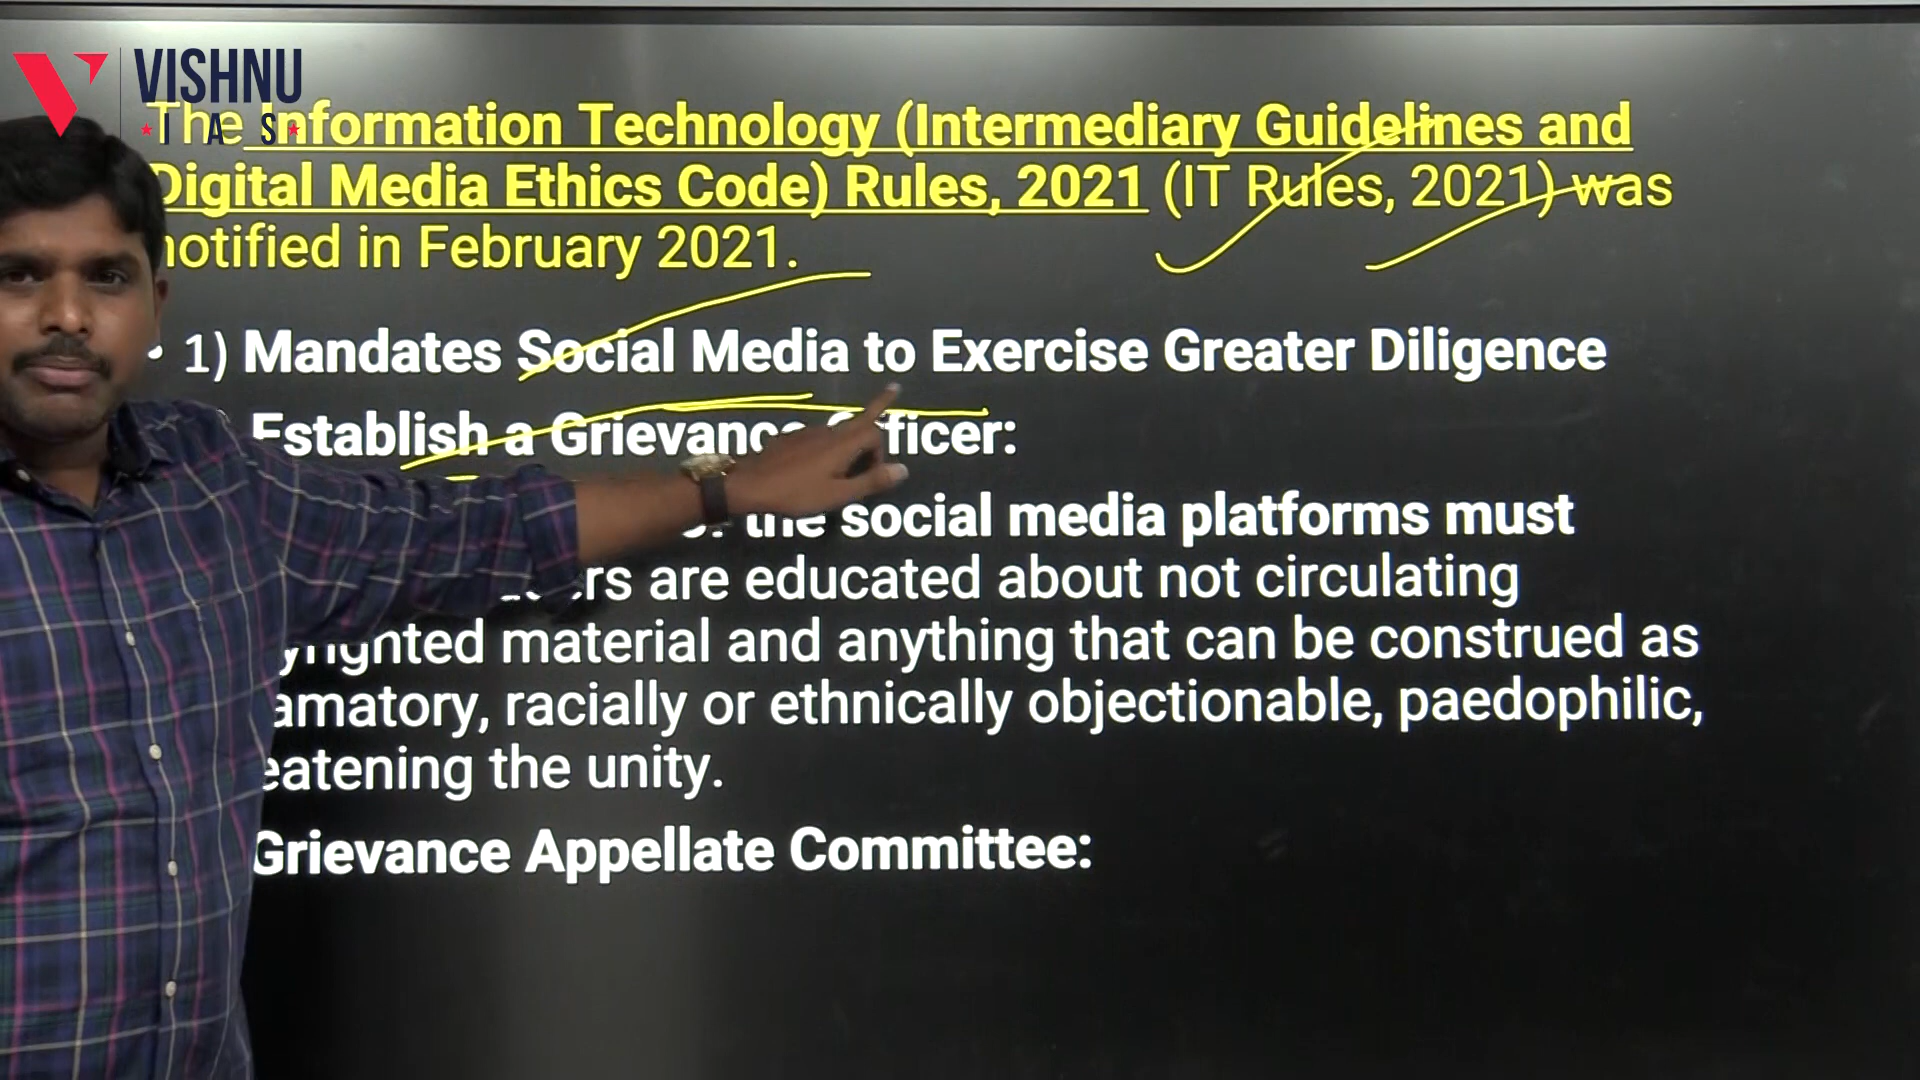 VISHNU
IAS
The Information Technology (Intermediary Guidelines and
Digital Media Ethics Code) Rules, 2021 (IT Rules, 2021) was
notified in February 2021.
• 1) Mandates Social Media to Exercise Greater Diligence
Establish a Grievance Officer:
the social media platforms must
are educated about not circulating
material and anything that can be construed as
racially or ethnically objectionable, paedophilic,
the unity.
Grievance Appellate Committee: